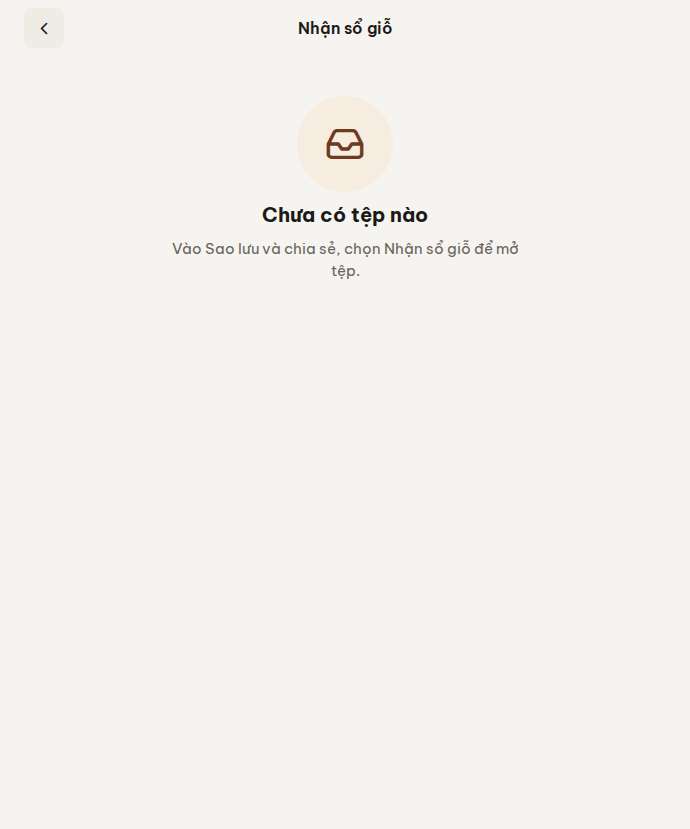 Nhận sổ giỗ
Chưa có tệp nào
Vào Sao lưu và chia sẻ, chọn Nhận sổ giỗ để mở
tệp.